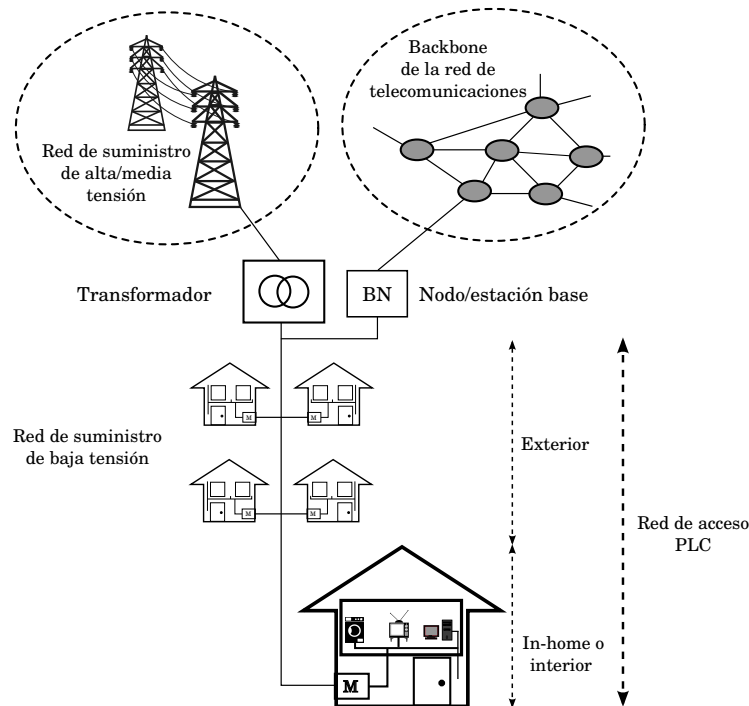 Backbone
de la red de
telecomunicaciones
Red de suministro
de alta/media
tensión
Transformador
BN
Nodo/estación base
M
M
Red de suministro
de baja tensión
Exterior
M
M
Red de acceso
PLC
In-home o
interior
M